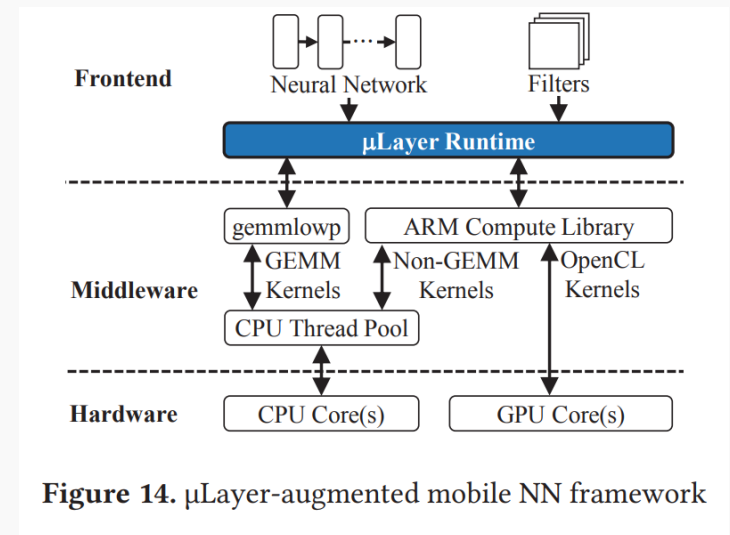 Frontend
Neural Network
Filters
μLayer Runtime
gemmlowp
ARM Compute Library
GEMM
Kernels
Non-GEMM
Kernels
OpenCL
Kernels
Middleware
CPU Thread Pool
Hardware
CPU Core(s)
GPU Core(s)
Figure 14. μLayer-augmented mobile NN framework